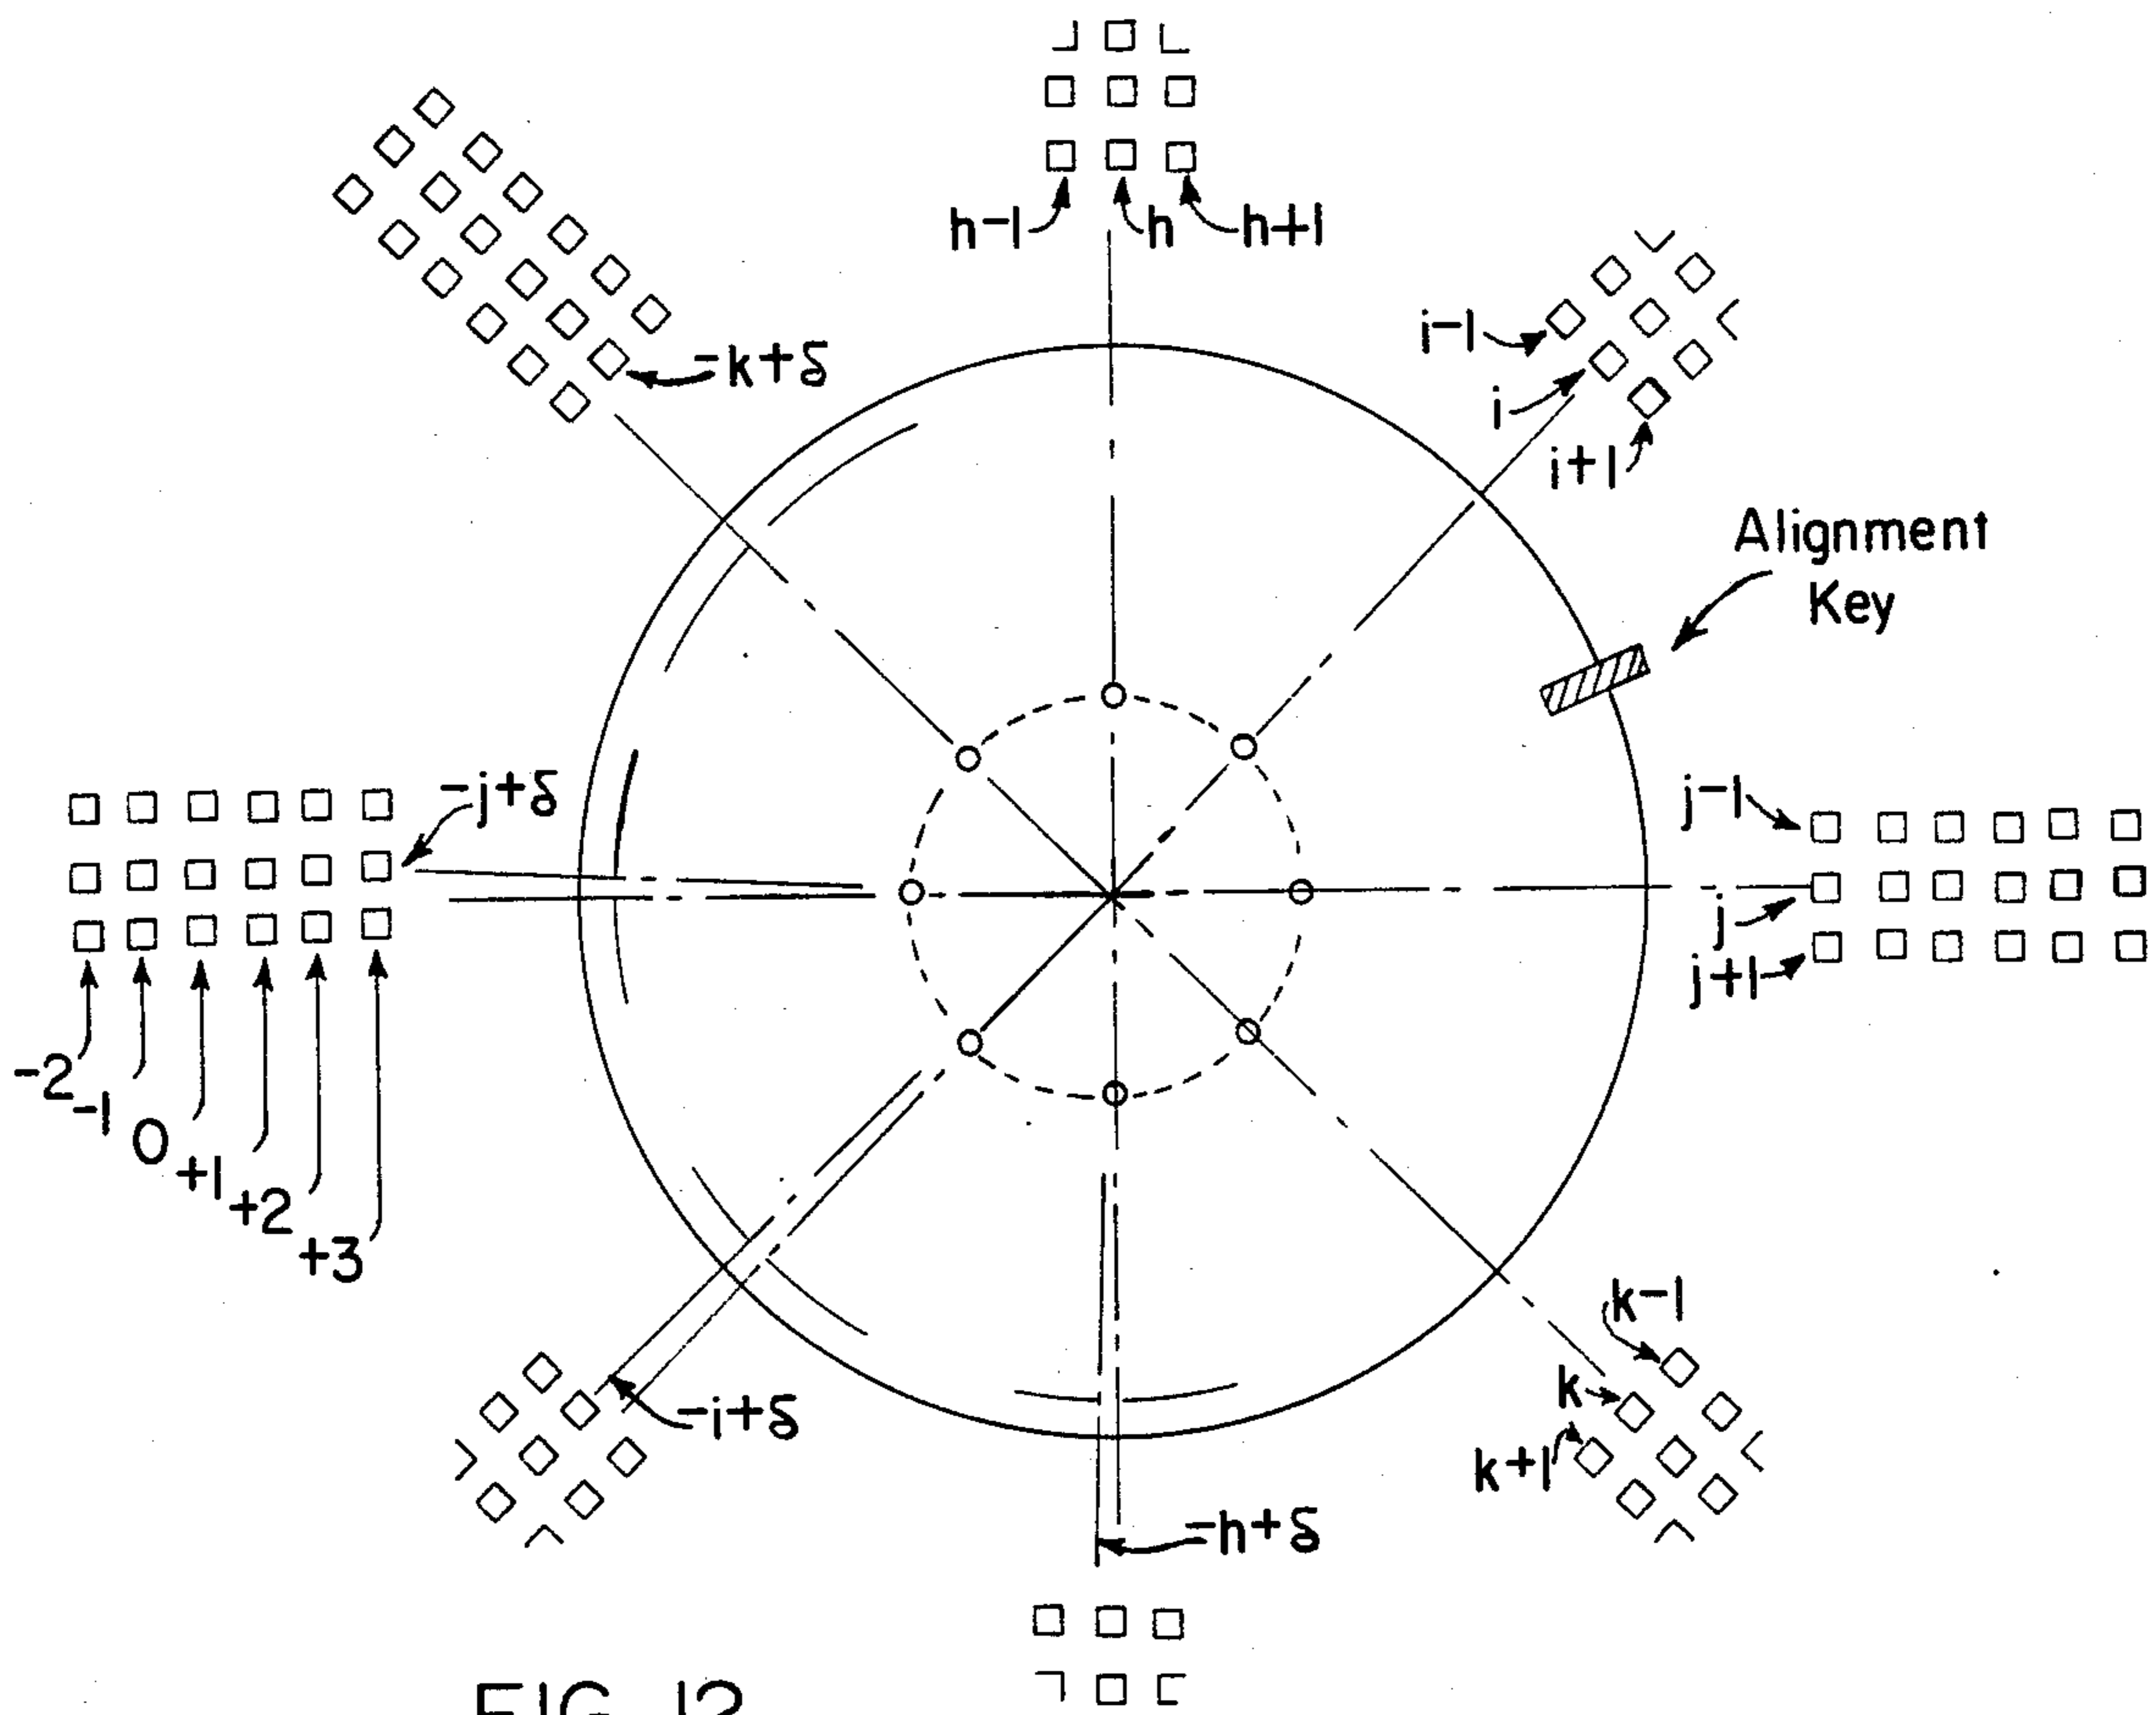 h-1 h h+1
i-1
-k+δ
i
i+1
Alignment
Key
-j+δ
j-1
j
j+1
-2
-1
0
+1
+2
+3
k-1
k
k+1
-i+δ
-h+δ
FIG. 12